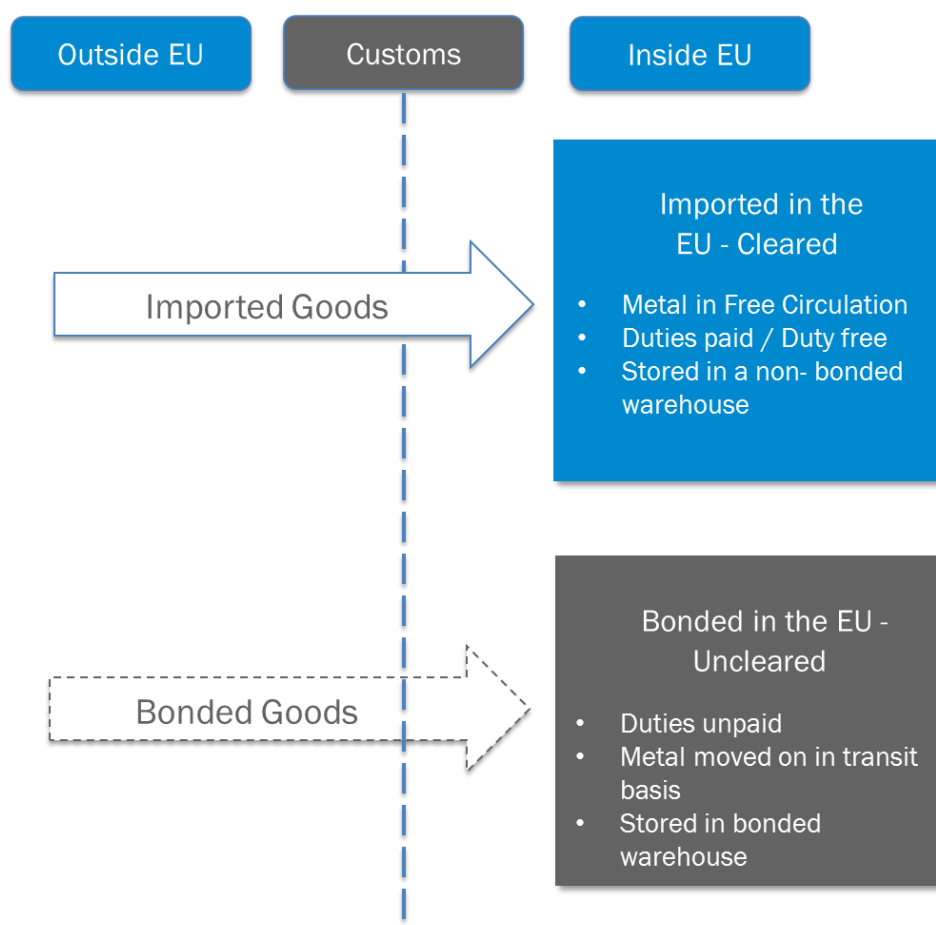 Outside EU
Customs
Inside EU
Imported Goods
Imported in the
EU - Cleared
• Metal in Free Circulation
• Duties paid / Duty free
• Stored in a non- bonded
warehouse
Bonded Goods
Bonded in the EU -
Uncleared
• Duties unpaid
• Metal moved on in transit
basis
• Stored in bonded
warehouse